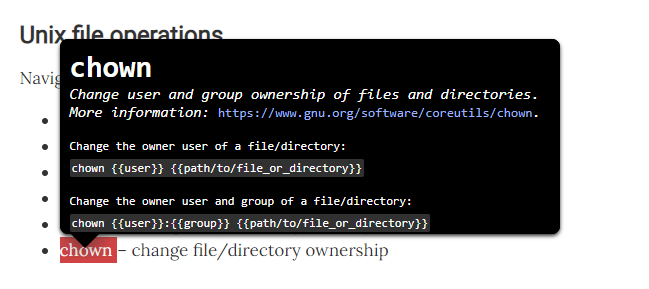 Unix file operations
Navig
chown
Change user and group ownership of files and directories.
More information: https://www.gnu.org/software/coreutils/chown.
Change the owner user of a file/directory:
chown {{user}} {{path/to/file_or_directory}}
Change the owner user and group of a file/directory:
chown {{user}}:{{group}} {{path/to/file_or_directory}}
chown – change file/directory ownership